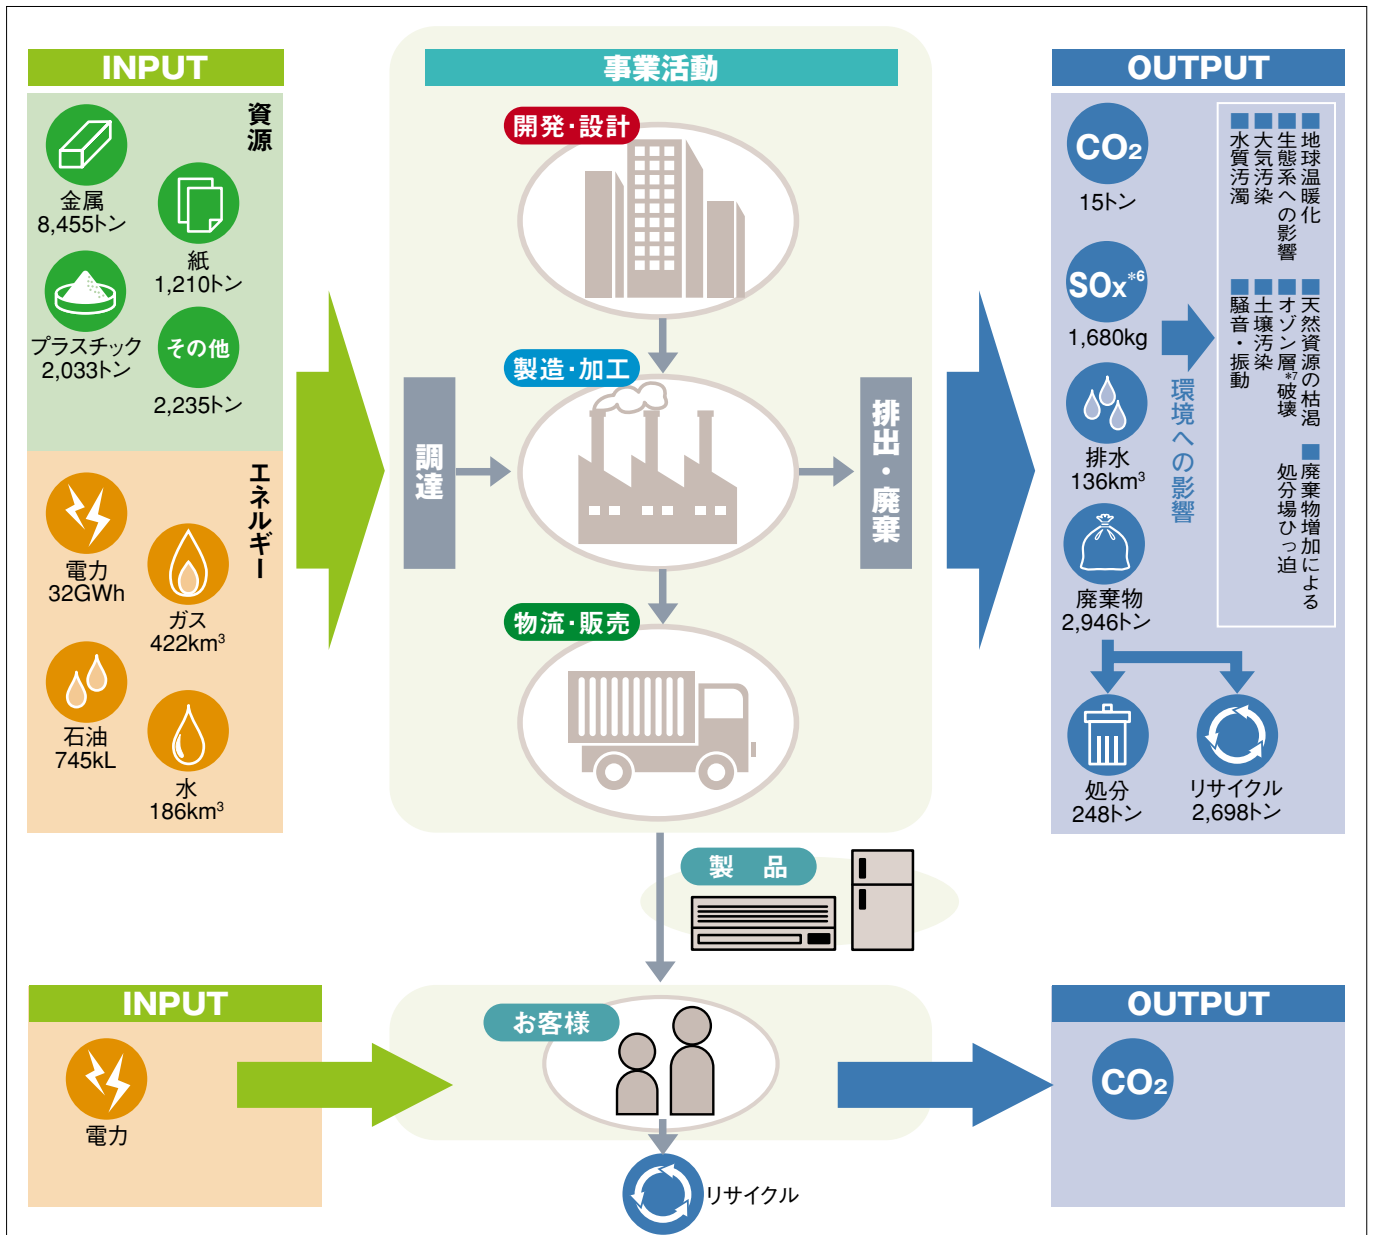 INPUT
資源
金属
8,455トン
紙
1,210トン
プラスチック
2,033トン
その他
2,235トン
エネルギー
電力
32GWh
ガス
422km³
石油
745kL
水
186km³
事業活動
開発・設計
製造・加工
調達
排出・廃棄
物流・販売
OUTPUT
CO₂
15トン
SOx*6
1,680kg
排水
136km³
廃棄物
2,946トン
処分
248トン
リサイクル
2,698トン
環境への影響
■地球温暖化
■生態系への影響
■大気汚染
■水質汚濁
■天然資源の枯渇
■オゾン層*7破壊
■土壌汚染
■騒音・振動
■廃棄物増加による
処分場ひっ迫
製 品
INPUT
電力
お客様
リサイクル
OUTPUT
CO₂